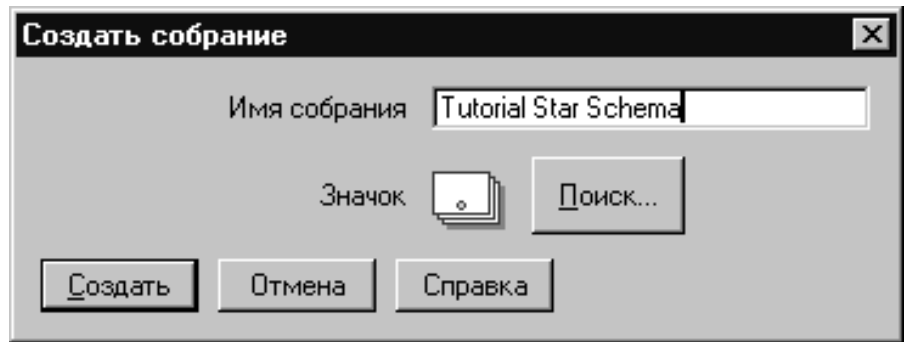 Создать собрание
Имя собрания Tutorial Star Schema
Значок Поиск...
Создать Отмена Справка